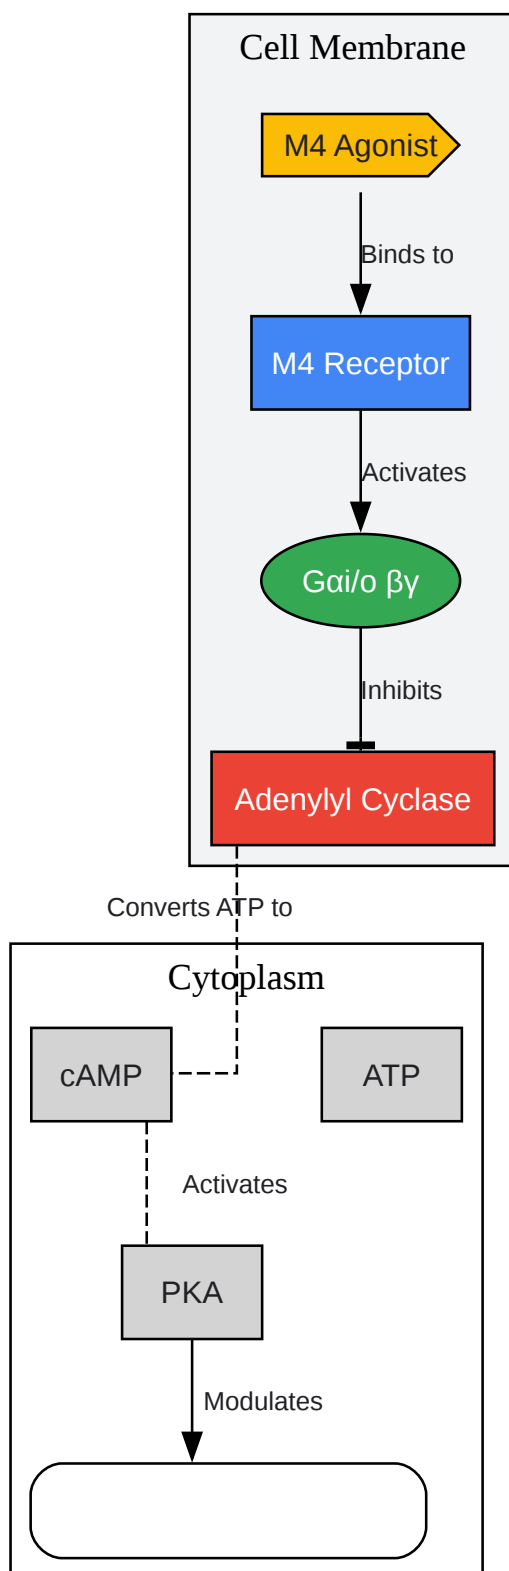 Cell Membrane
M4 Agonist
Binds to
M4 Receptor
Activates
Gαi/o βγ
Inhibits
Adenylyl Cyclase
Converts ATP to
Cytoplasm
cAMP
ATP
Activates
PKA
Modulates